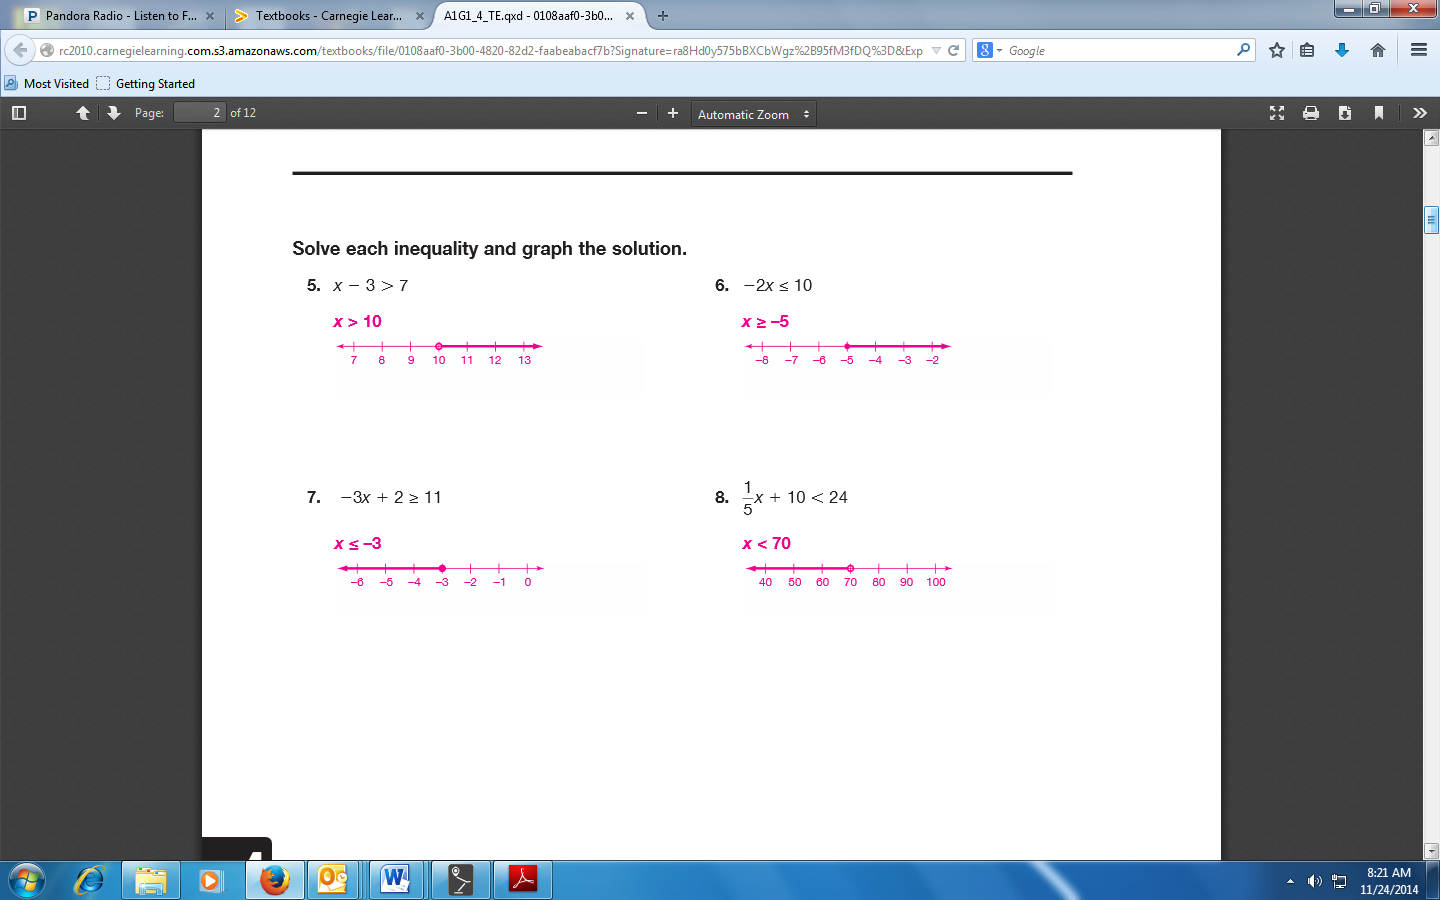 Pandora Radio - Listen to F...
Textbooks - Carnegie Lear...
A1G1_4_TE.qxd - 0108aaf0-3b0...
rc2010.carnegielearning.com.s3.amazonaws.com/textbooks/file/0108aaf0-3b00-4820-82d2-faabeabacf7b?Signature=ra8Hd0y575bBXCbWgz%2B95fM3fDQ%3D&Exp
Google
Most Visited
Getting Started
Page: 2 of 12
Automatic Zoom
Solve each inequality and graph the solution.
5. x − 3 > 7
x > 10
7 8 9 10 11 12 13
6. −2x ≤ 10
x ≥ –5
–8 –7 –6 –5 –4 –3 –2
7. −3x + 2 ≥ 11
x ≤ –3
–6 –5 –4 –3 –2 –1 0
8. 1/5x + 10 < 24
x < 70
40 50 60 70 80 90 100
8:21 AM
11/24/2014